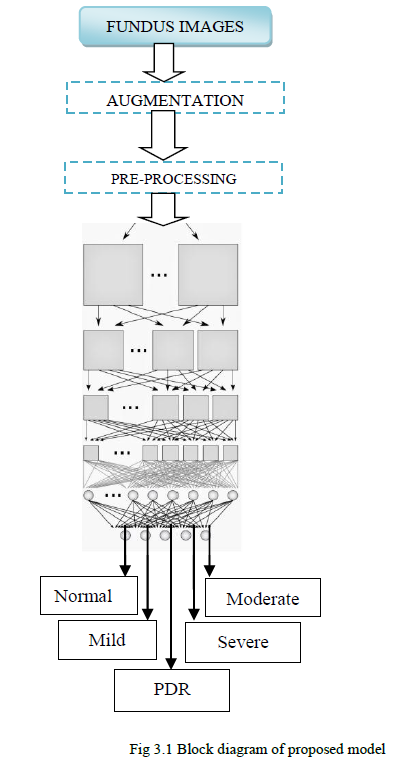 FUNDUS IMAGES
AUGMENTATION
PRE-PROCESSING
Normal
Moderate
Mild
Severe
PDR
Fig 3.1 Block diagram of proposed model